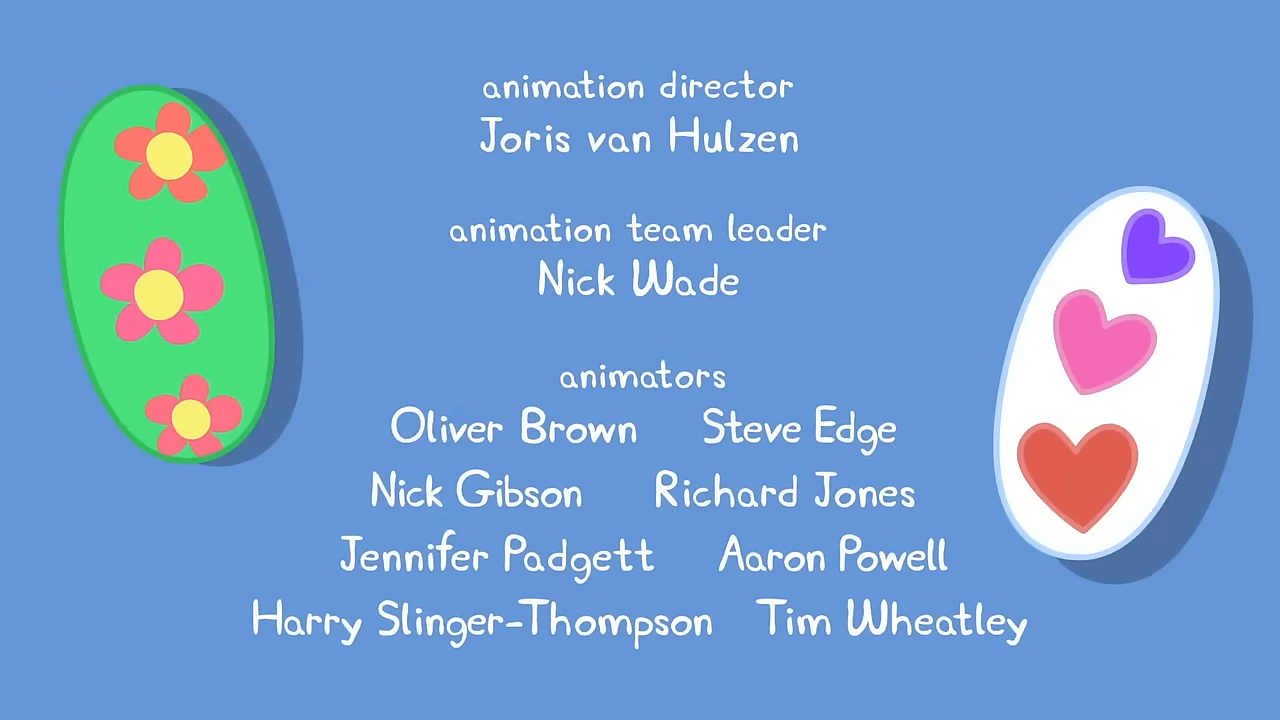 animation director
Joris van Hulzen
animation team leader
Nick Wade
animators
Oliver Brown Steve Edge
Nick Gibson Richard Jones
Jennifer Padgett Aaron Powell
Harry Slinger-Thompson Tim Wheatley